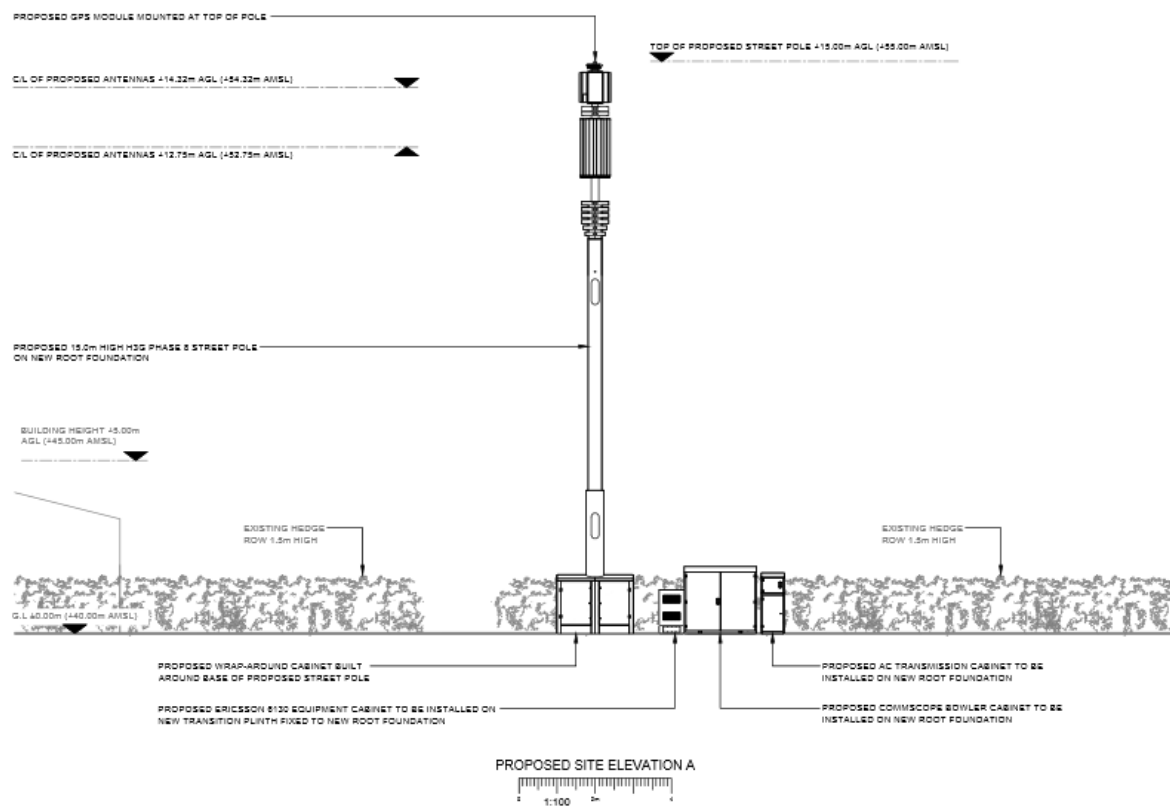 PROPOSED GPS MODULE MOUNTED AT TOP OF POLE
TOP OF PROPOSED STREET POLE +15.00m AGL (+55.00m AMSL)
C/L OF PROPOSED ANTENNAS +14.22m AGL (+54.22m AMSL)
C/L OF PROPOSED ANTENNAS +12.75m AGL (+52.75m AMSL)
PROPOSED 15.0m HIGH H3G PHASE 8 STREET POLE
ON NEW ROOT FOUNDATION
BUILDING HEIGHT +5.00m
AGL (+45.00m AMSL)
EXISTING HEDGE
ROW 1.5m HIGH
EXISTING HEDGE
ROW 1.5m HIGH
G.L ±0.00m (+40.00m AMSL)
PROPOSED WRAP-AROUND CABINET BUILT
AROUND BASE OF PROPOSED STREET POLE
PROPOSED AC TRANSMISSION CABINET TO BE
INSTALLED ON NEW ROOT FOUNDATION
PROPOSED ERICSSON 6130 EQUIPMENT CABINET TO BE INSTALLED ON
NEW TRANSITION PLINTH FIXED TO NEW ROOT FOUNDATION
PROPOSED COMMSCOPE BOWLER CABINET TO BE
INSTALLED ON NEW ROOT FOUNDATION
PROPOSED SITE ELEVATION A
1:100